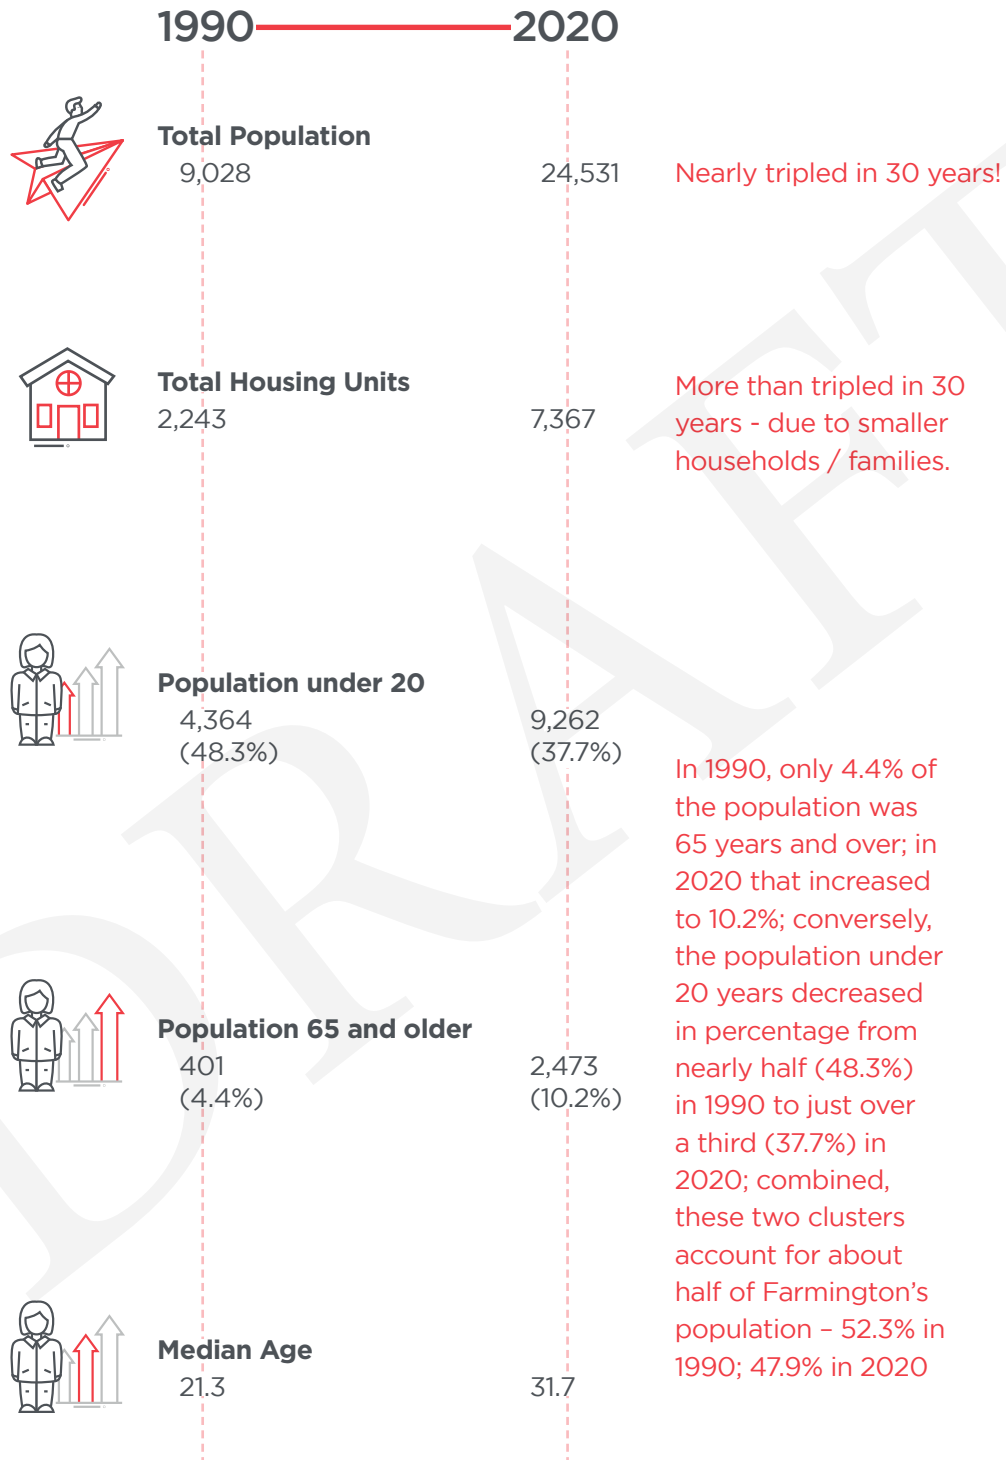 1990 2020
Total Population
9,028 24,531 Nearly tripled in 30 years!
Total Housing Units
2,243 7,367
More than tripled in 30
years - due to smaller
households / families.
Population under 20
4,364 9,262
(48.3%) (37.7%)
Population 65 and older
401 2,473
(4.4%) (10.2%)
In 1990, only 4.4% of
the population was
65 years and over; in
2020 that increased
to 10.2%; conversely,
the population under
20 years decreased
in percentage from
nearly half (48.3%)
in 1990 to just over
a third (37.7%) in
2020; combined,
these two clusters
account for about
half of Farmington’s
population – 52.3% in
1990; 47.9% in 2020
Median Age
21.3 31.7
DRAFT